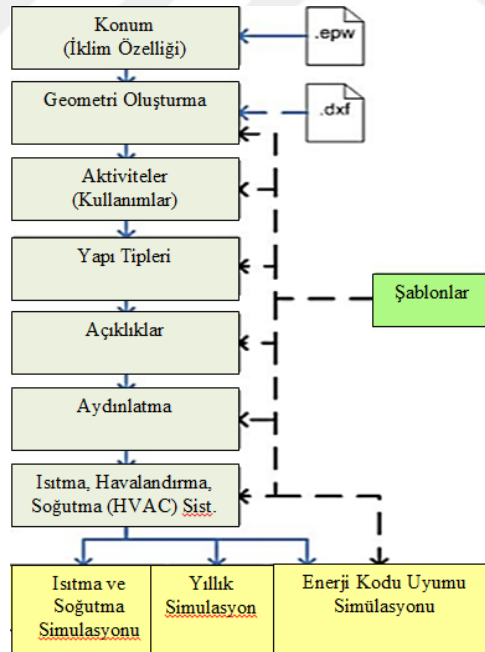 Konum
(İklim Özelliği)
.epw
Geometri Oluşturma
.dxf
Aktiviteler
(Kullanımlar)
Yapı Tipleri
Şablonlar
Açıklıklar
Aydınlatma
Isıtma, Havalandırma,
Soğutma (HVAC) Sist.
Isıtma ve
Soğutma
Simulasyonu
Yıllık
Simulasyon
Enerji Kodu Uyumu
Simülasyonu